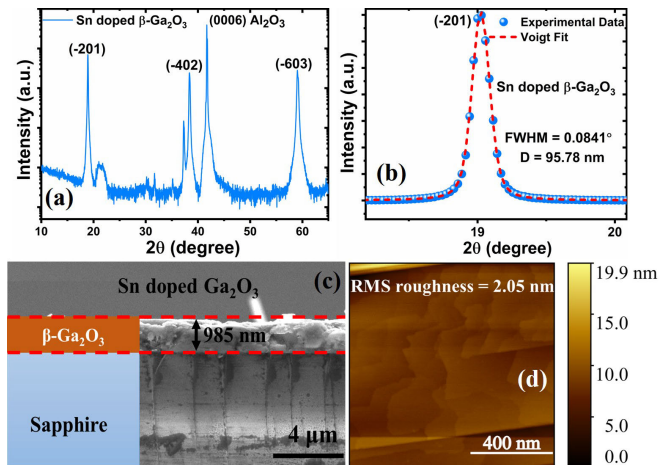 Sn doped β-Ga2O3 (0006) Al2O3
(-201)
(-402)
(-603)
Intensity (a.u.)
(a)
10 20 30 40 50 60
2θ (degree)
(-201)
Experimental Data
Voigt Fit
Sn doped β-Ga2O3
FWHM = 0.0841°
D = 95.78 nm
Intensity (a.u.)
(b)
19 20
2θ (degree)
Sn doped Ga2O3
(c)
β-Ga2O3
985 nm
Sapphire
4 µm
RMS roughness = 2.05 nm
(d)
400 nm
19.9 nm
15.0
10.0
5.0
0.0